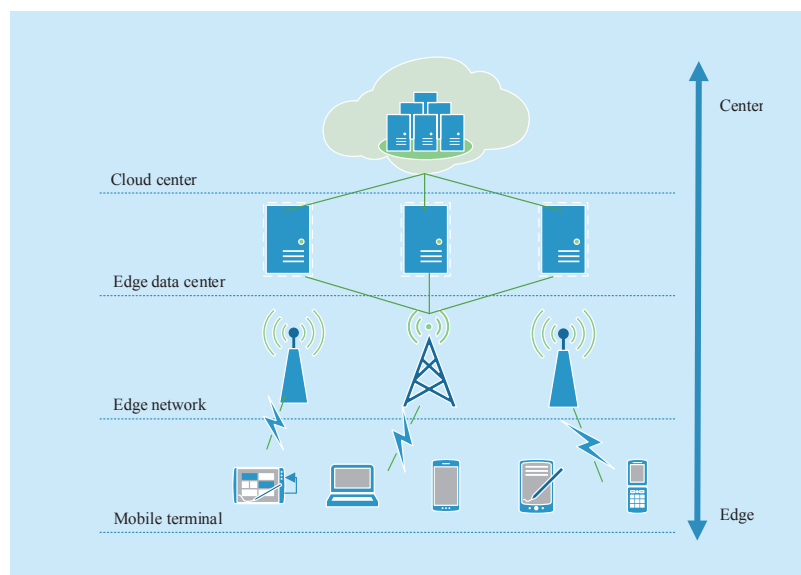 Center
Cloud center
Edge data center
Edge network
Mobile terminal
Edge